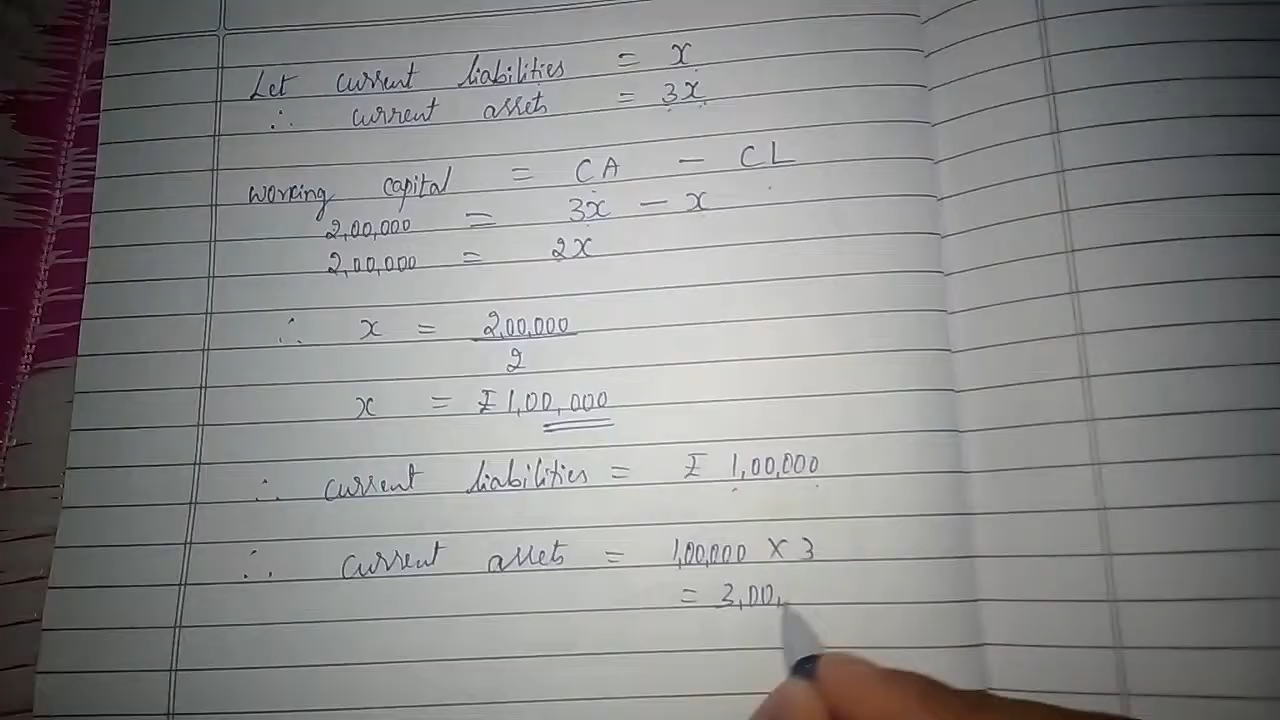 Let current liabilities = x
∴ current assets = 3x
Working capital = CA - CL
2,00,000 = 3x - x
2,00,000 = 2x
∴ x = 2,00,000
2
x = ₹ 1,00,000
∴ current liabilities = ₹ 1,00,000
∴ current assets = 1,00,000 × 3
= 3,00,